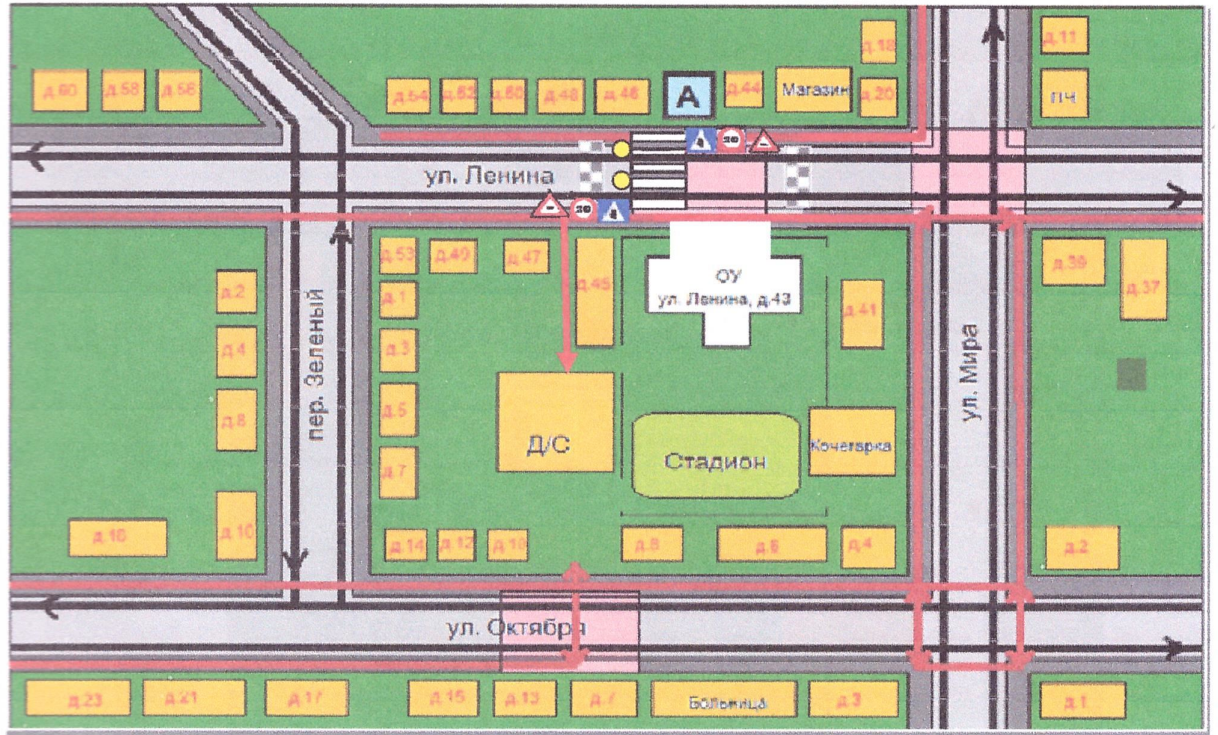 д.18
д.11
д.60
д.58
д.56
д.54
д.52
д.50
д.48
д.46
А
д.44
Магазин
д.20
ПЧ
20
ул. Ленина
20
д.53
д.49
д.47
д.45
ОУ
ул. Ленина, д.43
д.41
д.39
д.37
д.2
д.1
д.4
д.3
д.8
д.5
пер. Зеленый
ул. Мира
Д/С
Стадион
Кочегарка
д.7
д.16
д.10
д.14
д.12
д.10
д.8
д.6
д.4
д.2
ул. Октября
д.23
д.21
д.17
д.15
д.13
д.7
Больница
д.3
д.1